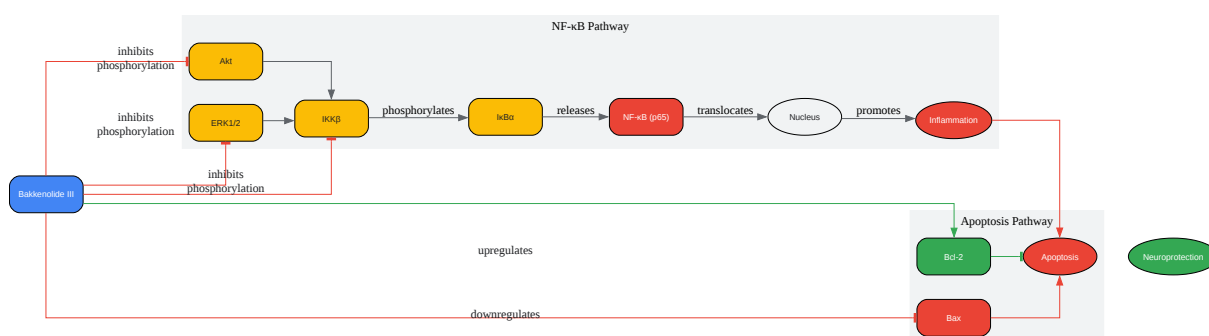 NF-κB Pathway
inhibits
phosphorylation
Akt
inhibits
phosphorylation
ERK1/2
IKKβ
phosphorylates
IκBα
releases
NF-κB (p65)
translocates
Nucleus
promotes
Inflammation
inhibits
phosphorylation
Bakkenolide III
Apoptosis Pathway
upregulates
Bcl-2
Apoptosis
Neuroprotection
downregulates
Bax